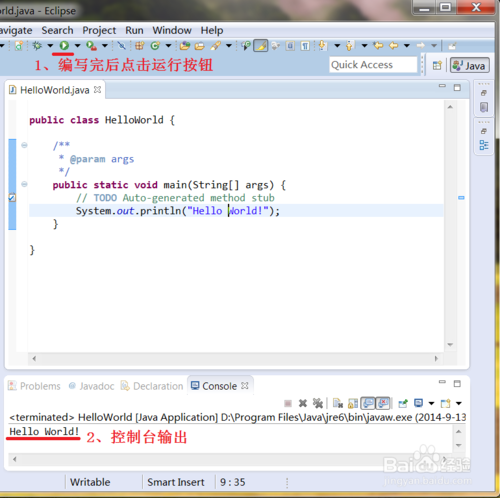 orld.java - Eclipse
avigate Search Project Run Window Help
1、编写完后点击运行按钮
Quick Access
Java
HelloWorld.java
public class HelloWorld {
/**
* @param args
*/
public static void main(String[] args) {
// TODO Auto-generated method stub
System.out.println("Hello World!");
}
}
Problems @ Javadoc Declaration Console
<terminated> HelloWorld [Java Application] D:\Program Files\Java\jre6\bin\javaw.exe (2014-9-13
Hello World!
2、控制台输出
Writable Smart Insert 9 : 35
Baidu 经验